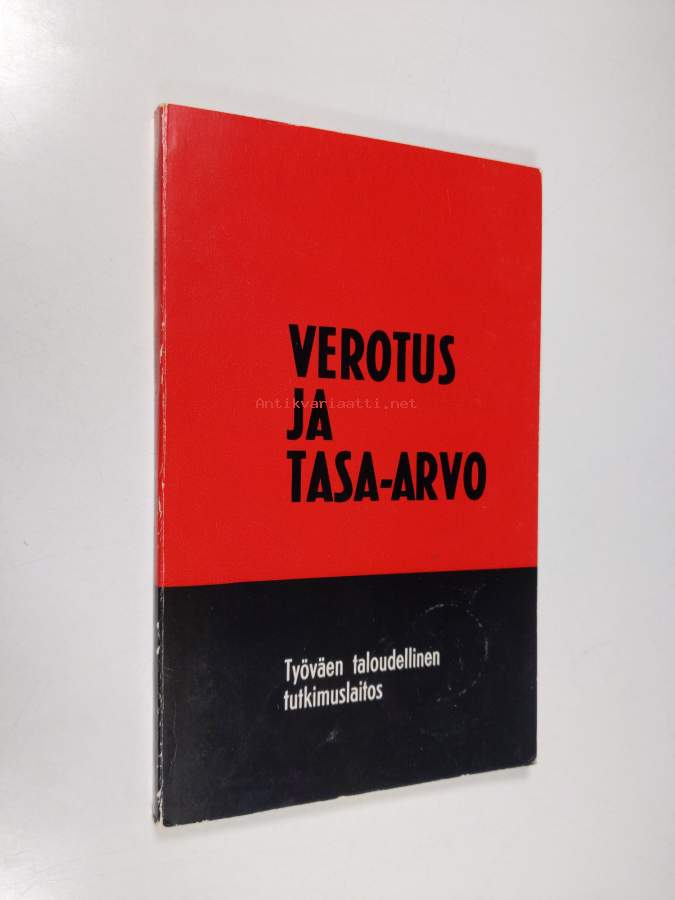 VEROTUS
Antikvariaatti.net
JA
TASA-ARVO
Työväen taloudellinen
tutkimuslaitos